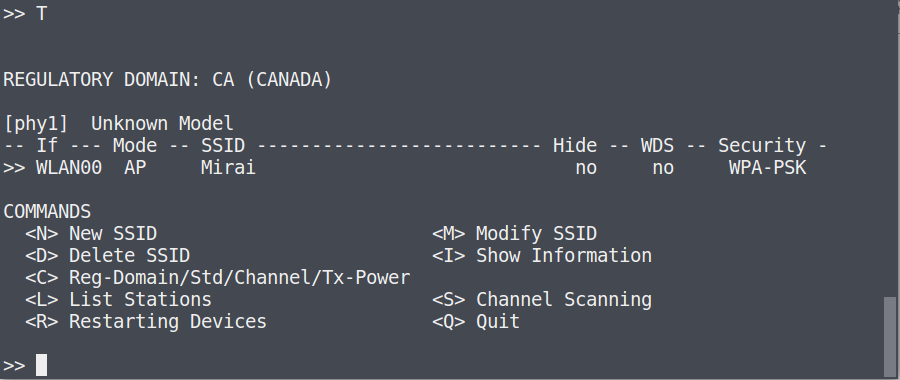 >> T
REGULATORY DOMAIN: CA (CANADA)
[phy1]  Unknown Model
-- If --- Mode -- SSID -------------------------- Hide -- WDS -- Security -
>> WLAN00  AP     Mirai                             no     no     WPA-PSK
COMMANDS
  <N> New SSID                         <M> Modify SSID
  <D> Delete SSID                      <I> Show Information
  <C> Reg-Domain/Std/Channel/Tx-Power
  <L> List Stations                    <S> Channel Scanning
  <R> Restarting Devices               <Q> Quit
>>